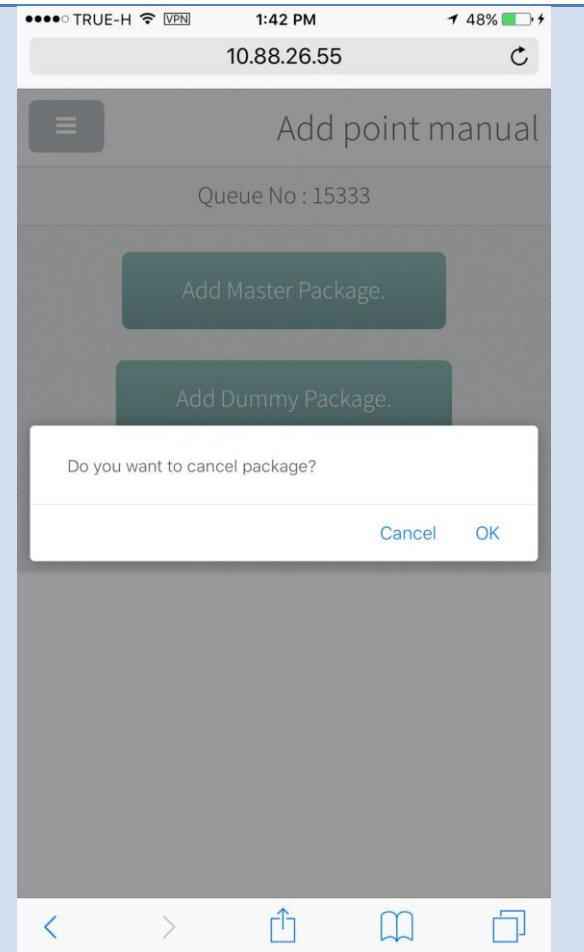 TRUE-H VPN 1:42 PM 48%
10.88.26.55
Add point manual
Queue No : 15333
Add Master Package.
Add Dummy Package.
Do you want to cancel package?
Cancel OK